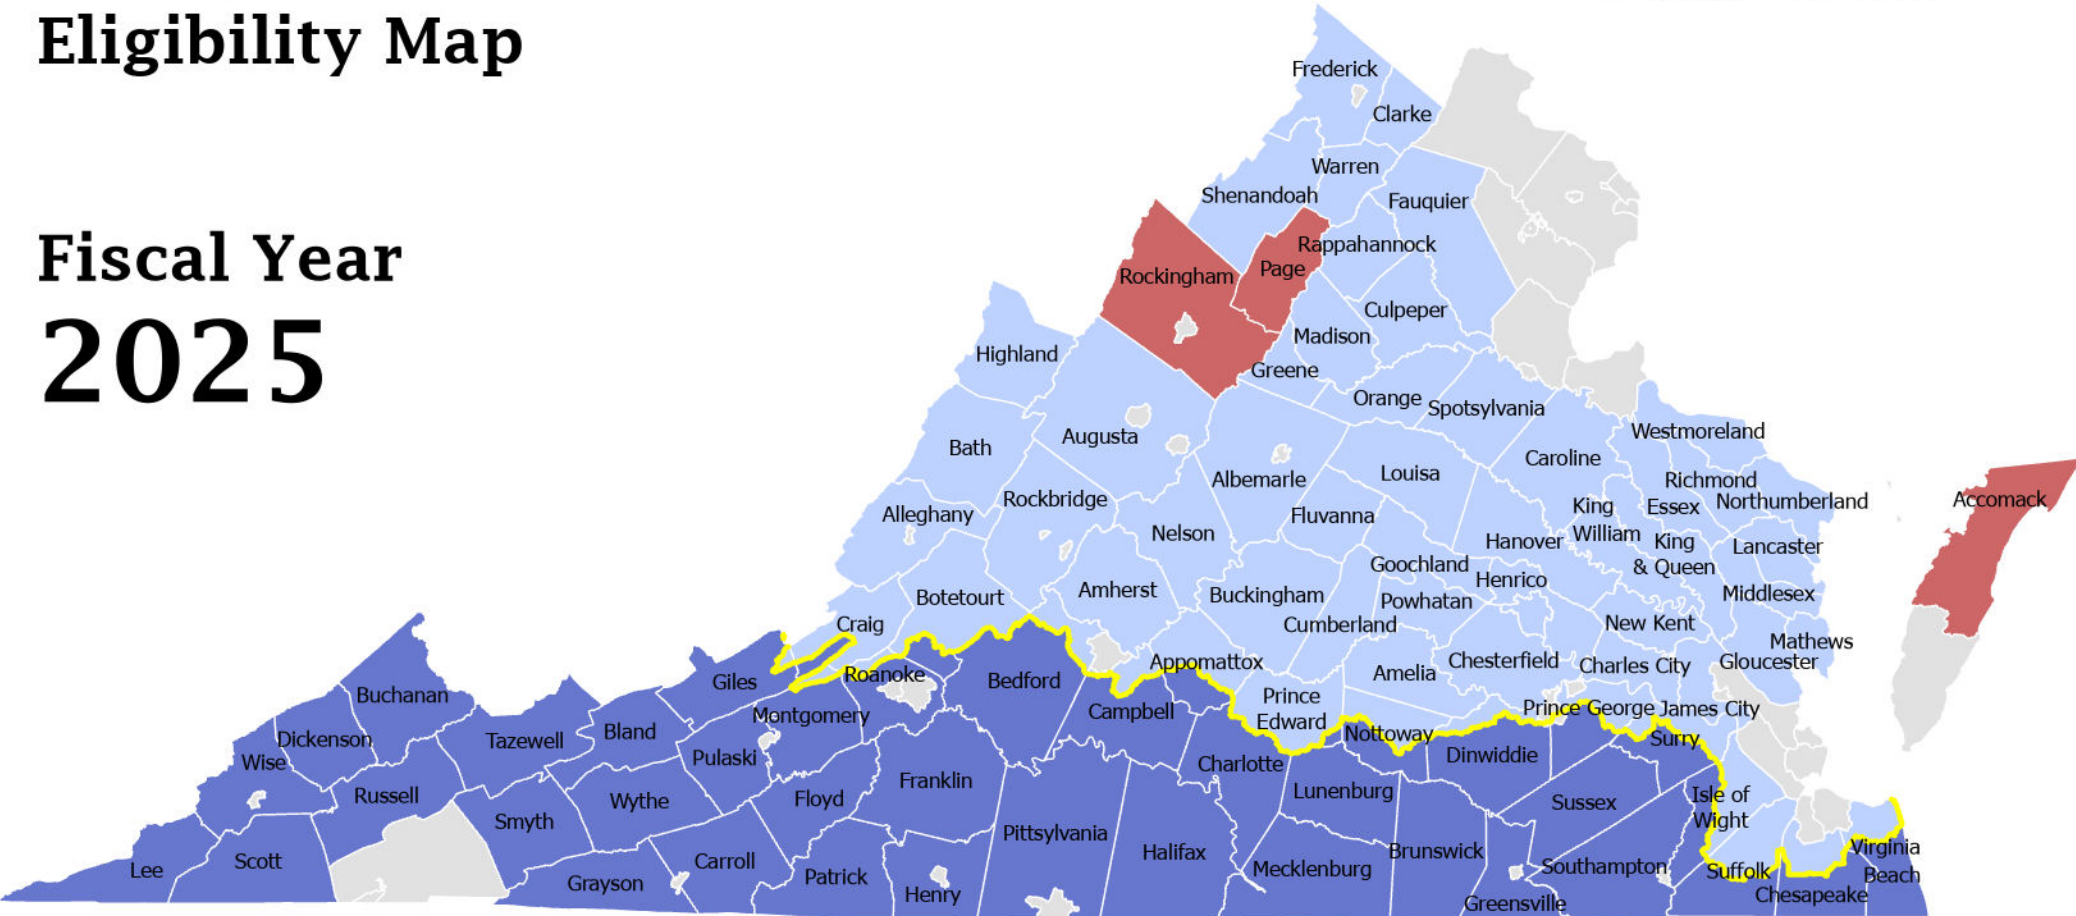 Eligibility Map
Fiscal Year
2025
Frederick
Clarke
Warren
Shenandoah
Fauquier
Rappahannock
Page
Rockingham
Culpeper
Madison
Highland
Greene
Orange
Spotsylvania
Westmoreland
Augusta
Bath
Caroline
Louisa
Albemarle
Richmond
Rockbridge
Accomack
Northumberland
King
William
Essex
Alleghany
Fluvanna
Nelson
Hanover
King
& Queen
Lancaster
Goochland
Henrico
Amherst
Middlesex
Buckingham
Botetourt
Powhatan
Craig
Cumberland
New Kent
Mathews
Gloucester
Appomattox
Chesterfield
Charles City
Amelia
Roanoke
Giles
Bedford
Buchanan
Prince
Edward
Prince George
James City
Campbell
Montgomery
Bland
Nottoway
Dickenson
Tazewell
Surry
Dinwiddie
Pulaski
Wise
Charlotte
Franklin
Lunenburg
Russell
Isle of
Wight
Floyd
Wythe
Sussex
Smyth
Pittsylvania
Virginia
Beach
Halifax
Brunswick
Scott
Carroll
Southampton
Mecklenburg
Lee
Suffolk
Patrick
Grayson
Henry
Chesapeake
Greensville